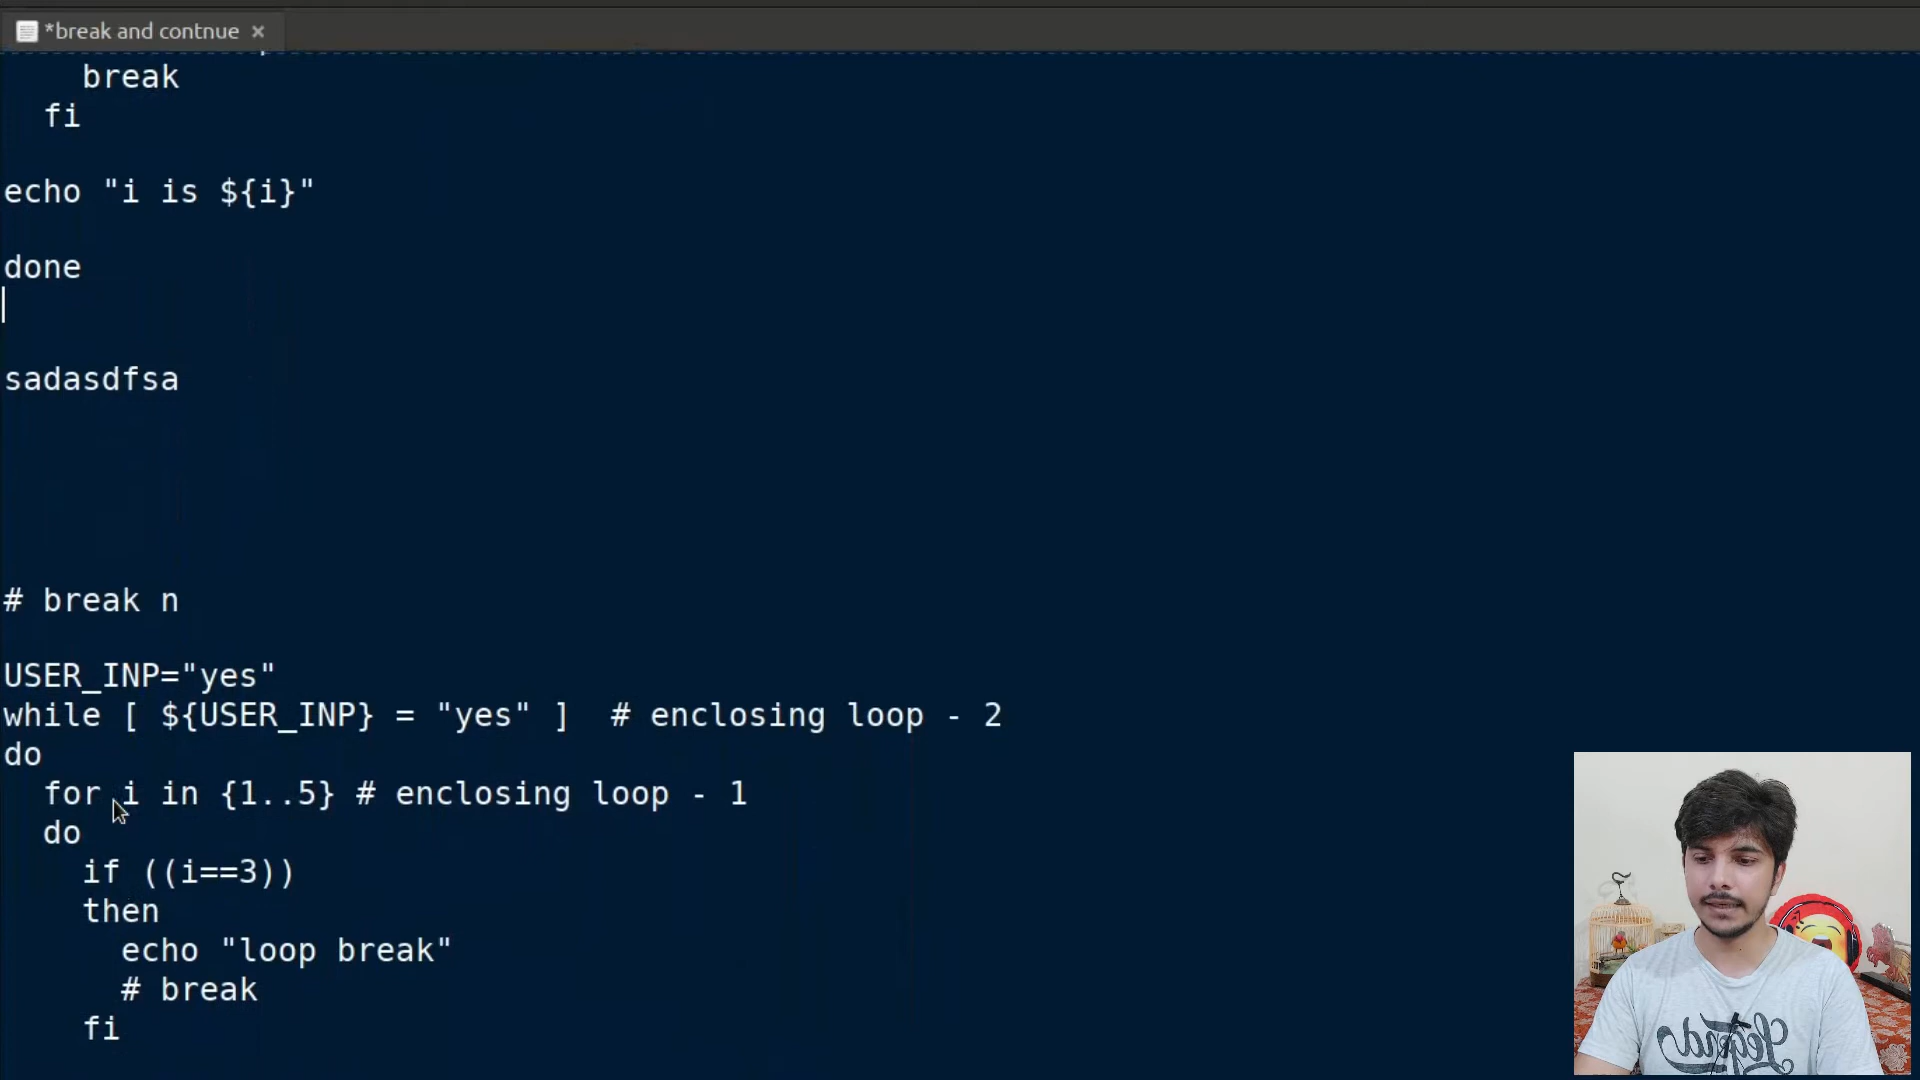 *break and contnue ×
    break
  fi
echo "i is ${i}"
done
sadasdfsa
# break n
USER_INP="yes"
while [ ${USER_INP} = "yes" ]  # enclosing loop - 2
do
  for i in {1..5} # enclosing loop - 1
  do
    if ((i==3))
    then
      echo "loop break"
      # break
    fi
Legend